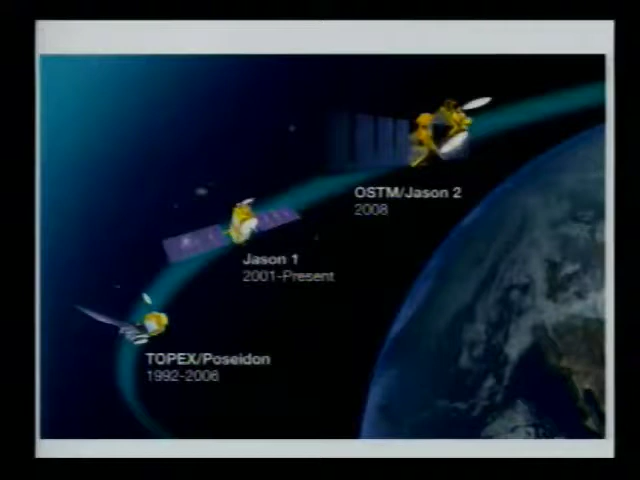 OSTM/Jason 2
2008
Jason 1
2001-Present
TOPEX/Poseidon
1992-2006